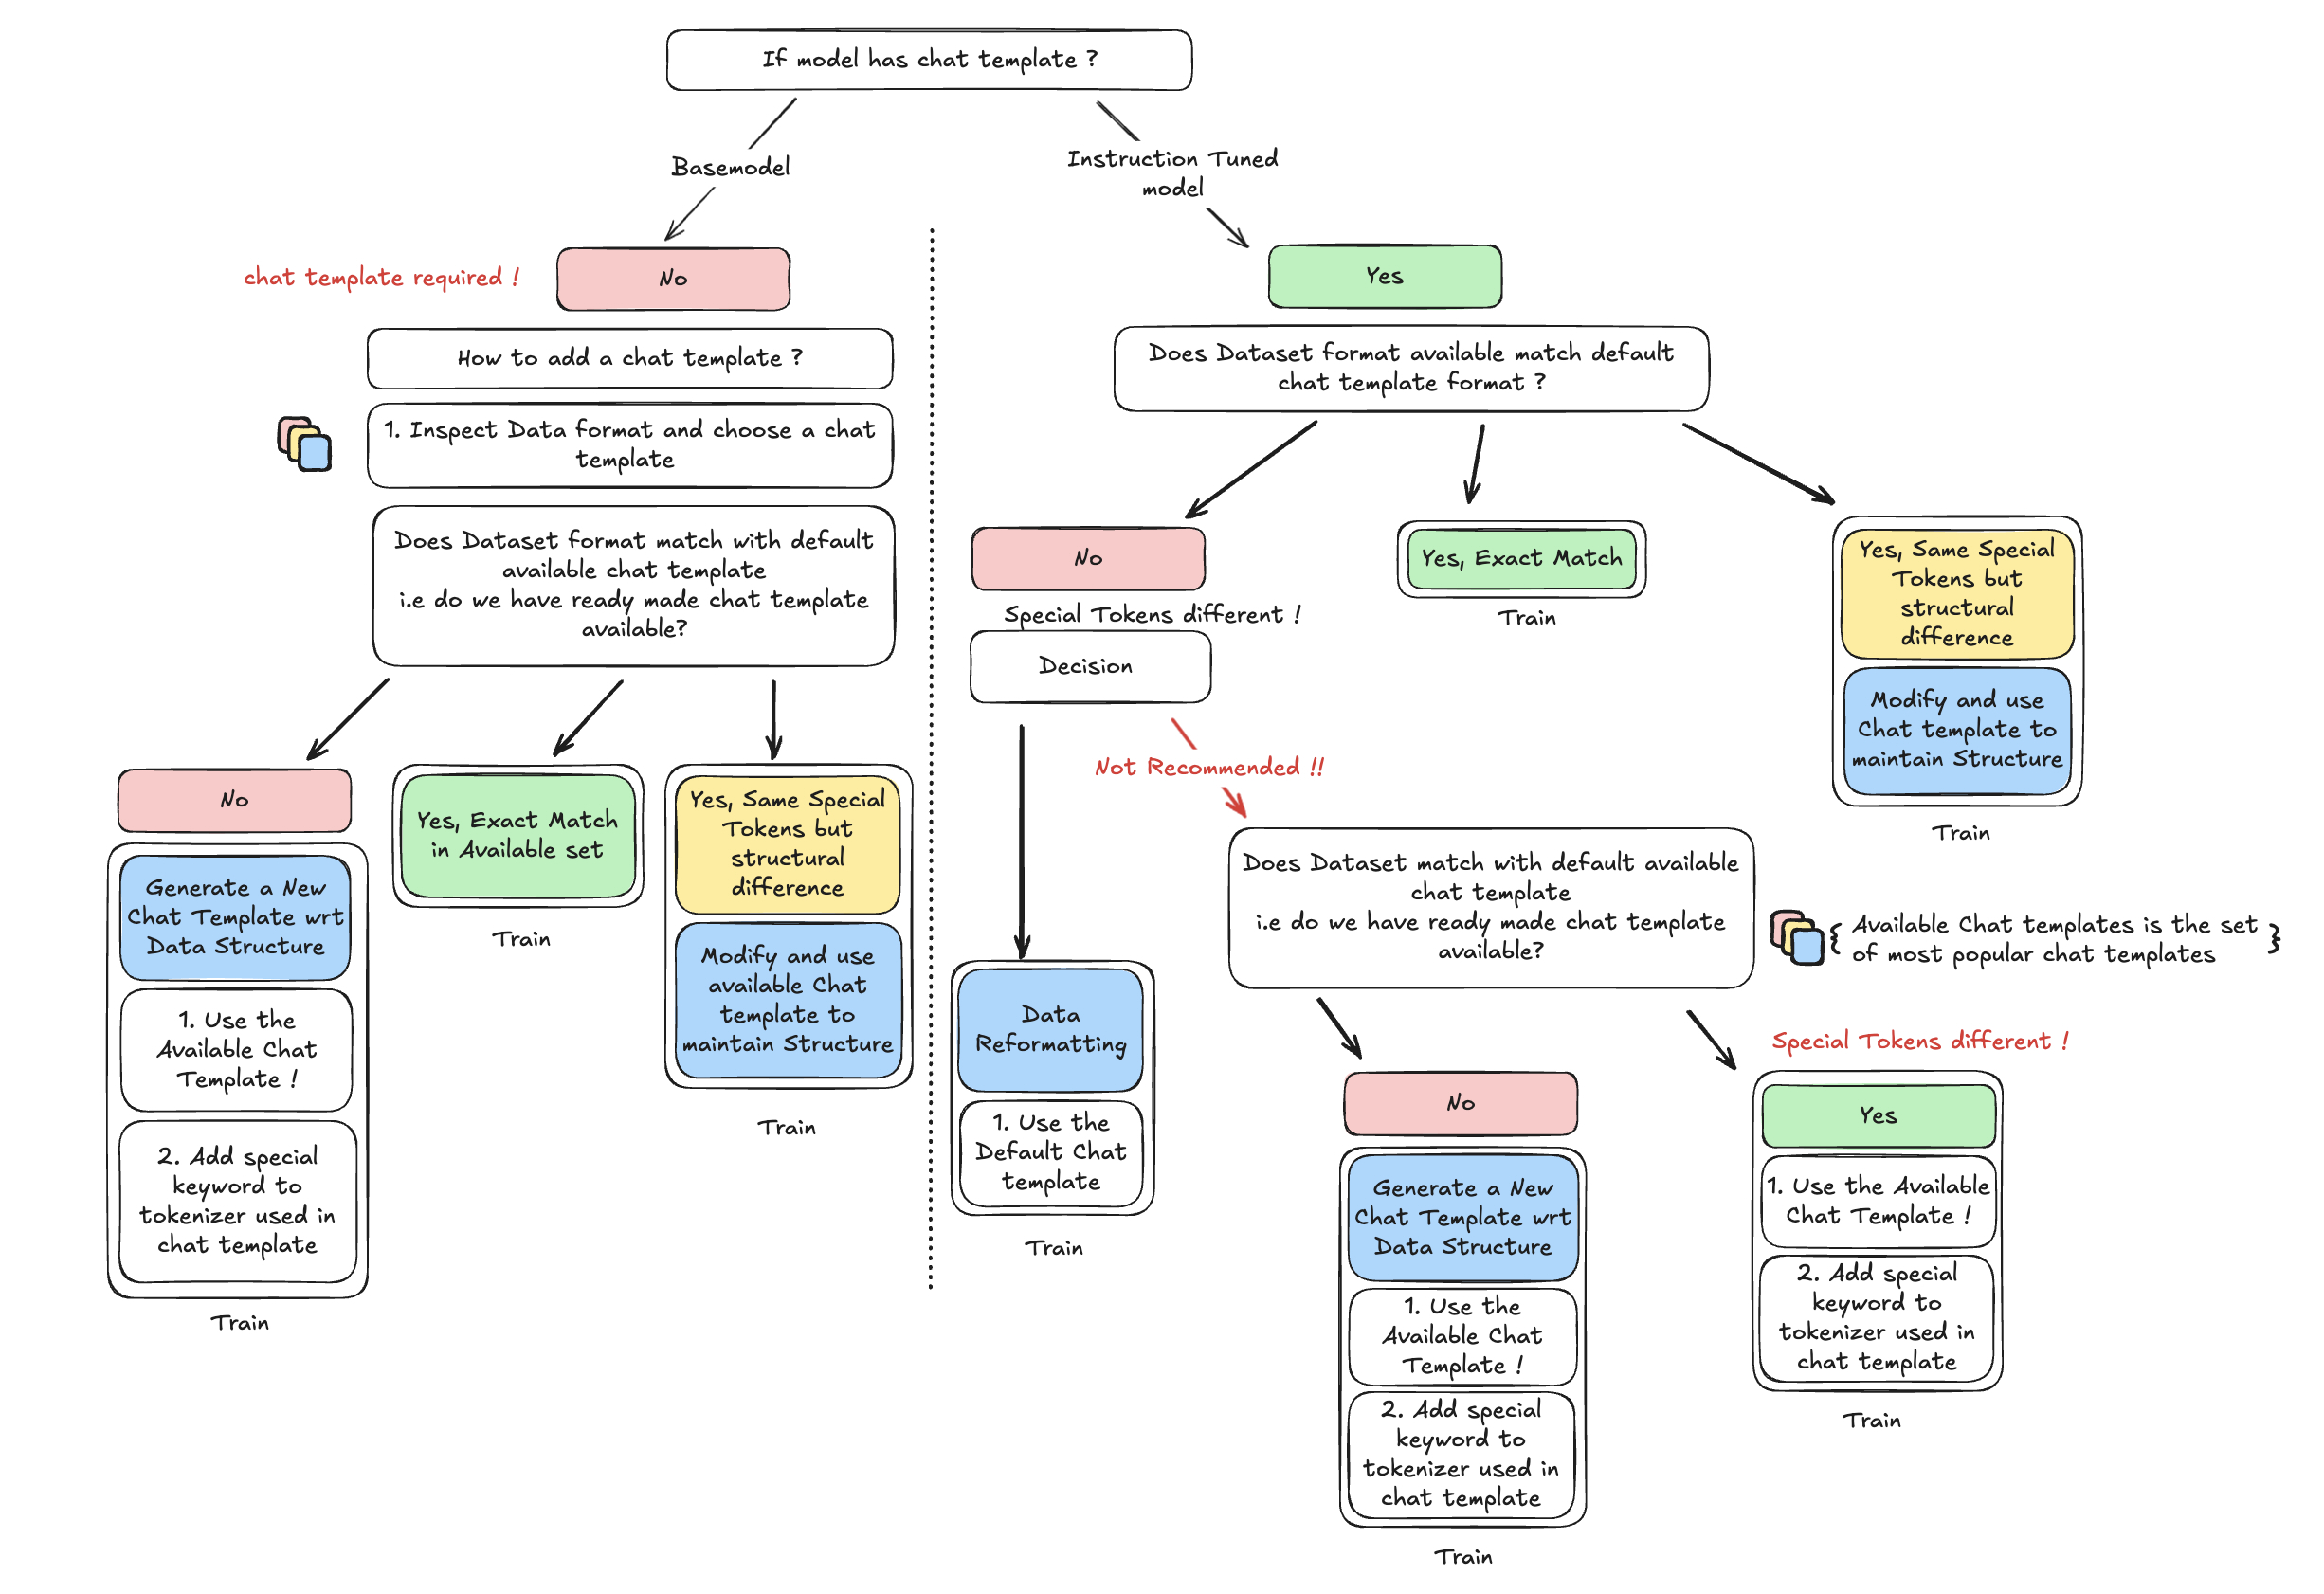 If model has chat template ?
Basemodel
Instruction Tuned
model
chat template required !
No
How to add a chat template ?
1. Inspect Data format and choose a chat
template
Does Dataset format match with default
available chat template
i.e do we have ready made chat template
available?
No
Generate a New
Chat Template wrt
Data Structure
1. Use the
Available Chat
Template !
2. Add special
keyword to
tokenizer used in
chat template
Train
Yes, Exact Match
in Available set
Train
Yes, Same Special
Tokens but
structural
difference
Modify and use
available Chat
template to
maintain Structure
Train
Yes
Does Dataset format available match default
chat template format ?
No
Special Tokens different !
Decision
Data
Reformatting
1. Use the
Default Chat
template
Train
Not Recommended !!
Does Dataset match with default available
chat template
i.e do we have ready made chat template
available?
Available Chat templates is the set
of most popular chat templates
No
Generate a New
Chat Template wrt
Data Structure
1. Use the
Available Chat
Template !
2. Add special
keyword to
tokenizer used in
chat template
Train
Special Tokens different !
Yes
1. Use the Available
Chat Template !
2. Add special
keyword to
tokenizer used in
chat template
Train
Yes, Exact Match
Train
Yes, Same Special
Tokens but
structural
difference
Modify and use
Chat template to
maintain Structure
Train